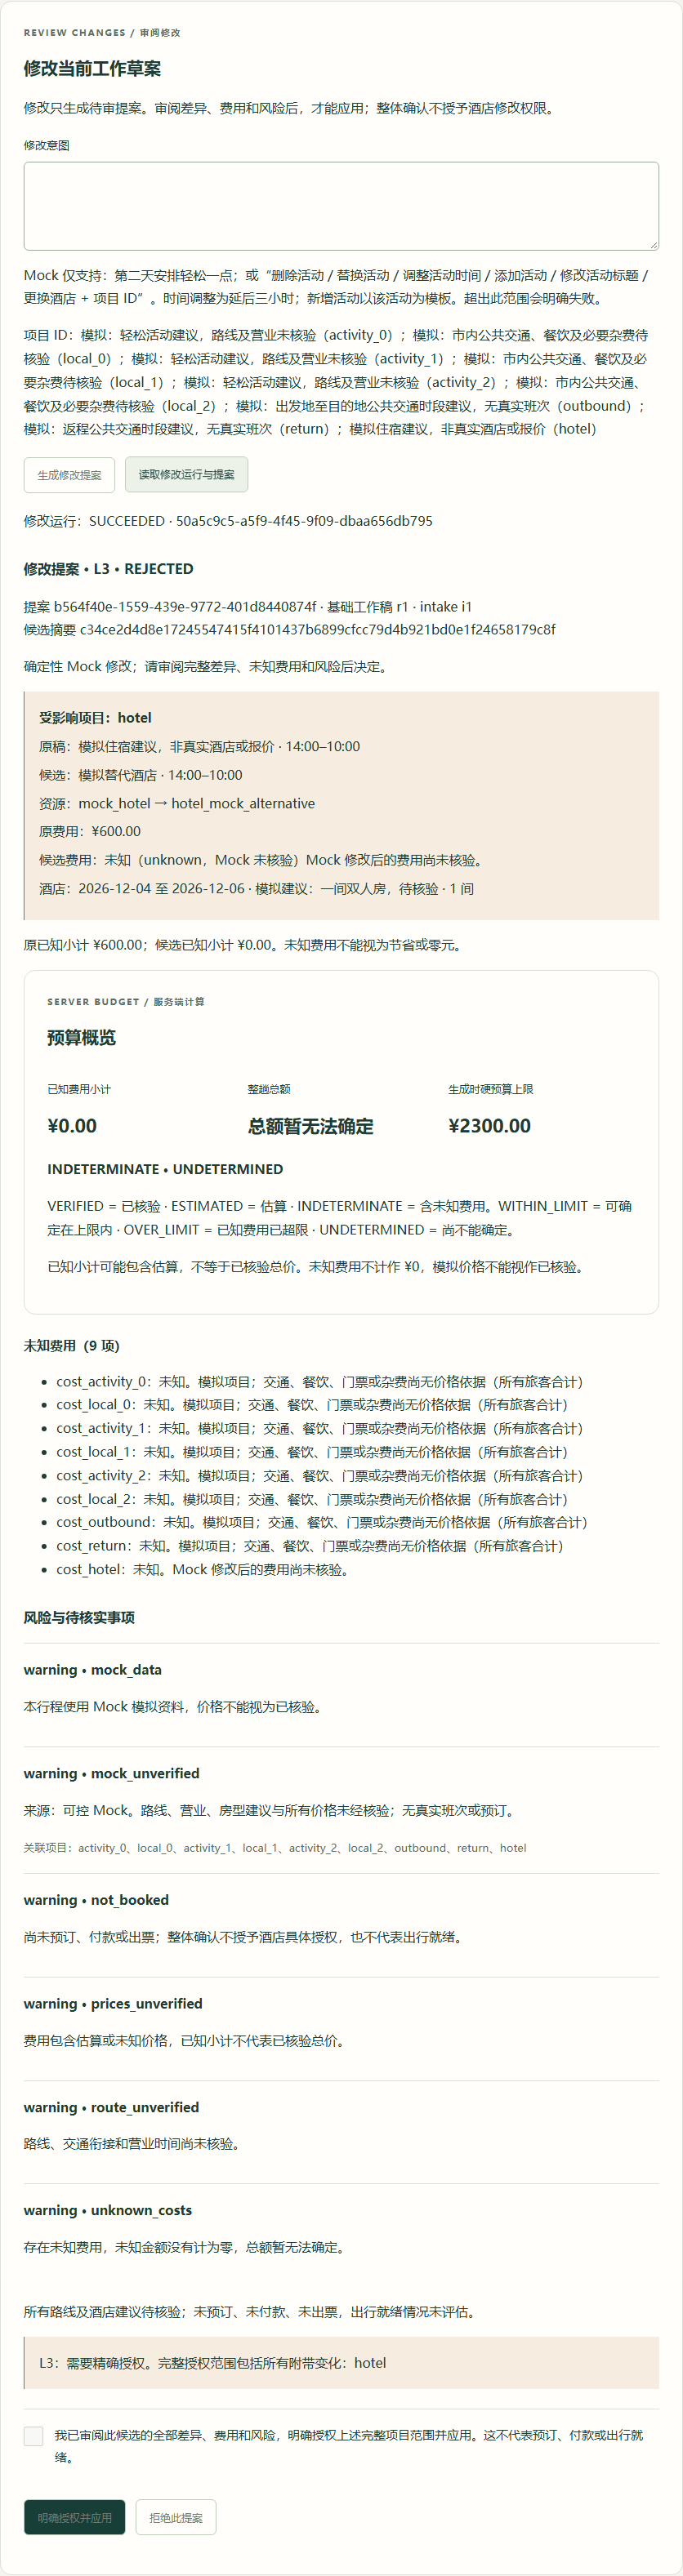 REVIEW CHANGES / 审阅修改
修改当前工作草案
修改只生成待审提案。审阅差异、费用和风险后，才能应用；整体确认不授予酒店修改权限。
修改意图
Mock 仅支持：第二天安排轻松一点；或“删除活动 / 替换活动 / 调整活动时间 / 添加活动 / 修改活动标题 /
更换酒店 + 项目 ID”。时间调整为延后三小时；新增活动以该活动为模板。超出此范围会明确失败。
项目 ID：模拟：轻松活动建议，路线及营业未核验（activity_0）；模拟：市内公共交通、餐饮及必要杂费待
核验（local_0）；模拟：轻松活动建议，路线及营业未核验（activity_1）；模拟：市内公共交通、餐饮及必
要杂费待核验（local_1）；模拟：轻松活动建议，路线及营业未核验（activity_2）；模拟：市内公共交通、
餐饮及必要杂费待核验（local_2）；模拟：出发地至目的地公共交通时段建议，无真实班次（outbound）；
模拟：返程公共交通时段建议，无真实班次（return）；模拟住宿建议，非真实酒店或报价（hotel）
生成修改提案 读取修改运行与提案
修改运行：SUCCEEDED · 50a5c9c5-a5f9-4f45-9f09-dbaa656db795
修改提案 • L3 • REJECTED
提案 b564f40e-1559-439e-9772-401d8440874f · 基础工作稿 r1 · intake i1
候选摘要 c34ce2d4d8e17245547415f4101437b6899cfcc79d4b921bd0e1f24658179c8f
确定性 Mock 修改；请审阅完整差异、未知费用和风险后决定。
受影响项目：hotel
原稿：模拟住宿建议，非真实酒店或报价 · 14:00–10:00
候选：模拟替代酒店 · 14:00–10:00
资源：mock_hotel → hotel_mock_alternative
原费用：¥600.00
候选费用：未知（unknown，Mock 未核验）Mock 修改后的费用尚未核验。
酒店：2026-12-04 至 2026-12-06 · 模拟建议：一间双人房，待核验 · 1 间
原已知小计 ¥600.00；候选已知小计 ¥0.00。未知费用不能视为节省或零元。
SERVER BUDGET / 服务端计算
预算概览
已知费用小计 整趟总额 生成时硬预算上限
¥0.00 总额暂无法确定 ¥2300.00
INDETERMINATE • UNDETERMINED
VERIFIED = 已核验 · ESTIMATED = 估算 · INDETERMINATE = 含未知费用。WITHIN_LIMIT = 可确
定在上限内 · OVER_LIMIT = 已知费用已超限 · UNDETERMINED = 尚不能确定。
已知小计可能包含估算，不等于已核验总价。未知费用不计作 ¥0，模拟价格不能视作已核验。
未知费用（9 项）
• cost_activity_0：未知。模拟项目；交通、餐饮、门票或杂费尚无价格依据（所有旅客合计）
• cost_local_0：未知。模拟项目；交通、餐饮、门票或杂费尚无价格依据（所有旅客合计）
• cost_activity_1：未知。模拟项目；交通、餐饮、门票或杂费尚无价格依据（所有旅客合计）
• cost_local_1：未知。模拟项目；交通、餐饮、门票或杂费尚无价格依据（所有旅客合计）
• cost_activity_2：未知。模拟项目；交通、餐饮、门票或杂费尚无价格依据（所有旅客合计）
• cost_local_2：未知。模拟项目；交通、餐饮、门票或杂费尚无价格依据（所有旅客合计）
• cost_outbound：未知。模拟项目；交通、餐饮、门票或杂费尚无价格依据（所有旅客合计）
• cost_return：未知。模拟项目；交通、餐饮、门票或杂费尚无价格依据（所有旅客合计）
• cost_hotel：未知。Mock 修改后的费用尚未核验。
风险与待核实事项
warning • mock_data
本行程使用 Mock 模拟资料，价格不能视为已核验。
warning • mock_unverified
来源：可控 Mock。路线、营业、房型建议与所有价格未经核验；无真实班次或预订。
关联项目：activity_0、local_0、activity_1、local_1、activity_2、local_2、outbound、return、hotel
warning • not_booked
尚未预订、付款或出票；整体确认不授予酒店具体授权，也不代表出行就绪。
warning • prices_unverified
费用包含估算或未知价格，已知小计不代表已核验总价。
warning • route_unverified
路线、交通衔接和营业时间尚未核验。
warning • unknown_costs
存在未知费用，未知金额没有计为零，总额暂无法确定。
所有路线及酒店建议待核验；未预订、未付款、未出票，出行就绪情况未评估。
L3：需要精确授权。完整授权范围包括所有附带变化：hotel
我已审阅此候选的全部差异、费用和风险，明确授权上述完整项目范围并应用。这不代表预订、付款或出行就
绪。
明确授权并应用 拒绝此提案